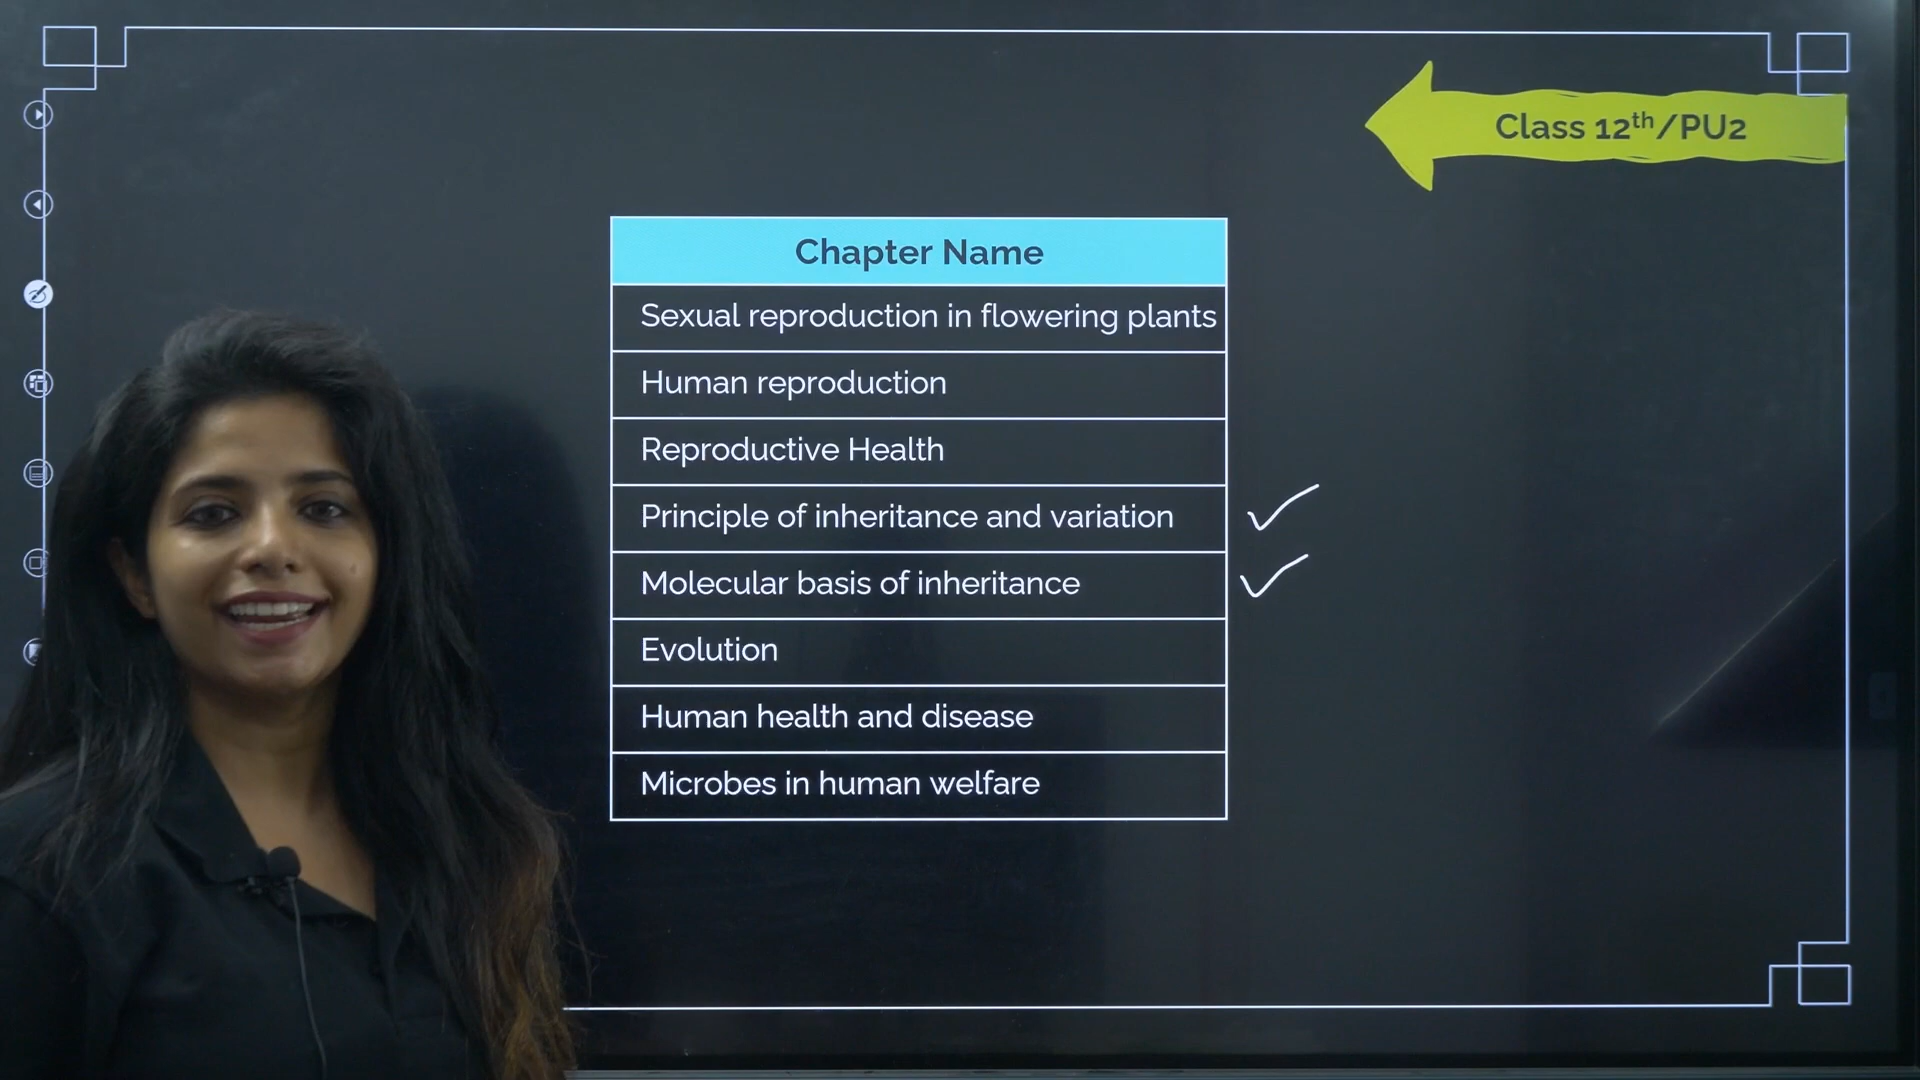 Class 12th/PU2
Chapter Name
Sexual reproduction in flowering plants
Human reproduction
Reproductive Health
Principle of inheritance and variation
Molecular basis of inheritance
Evolution
Human health and disease
Microbes in human welfare